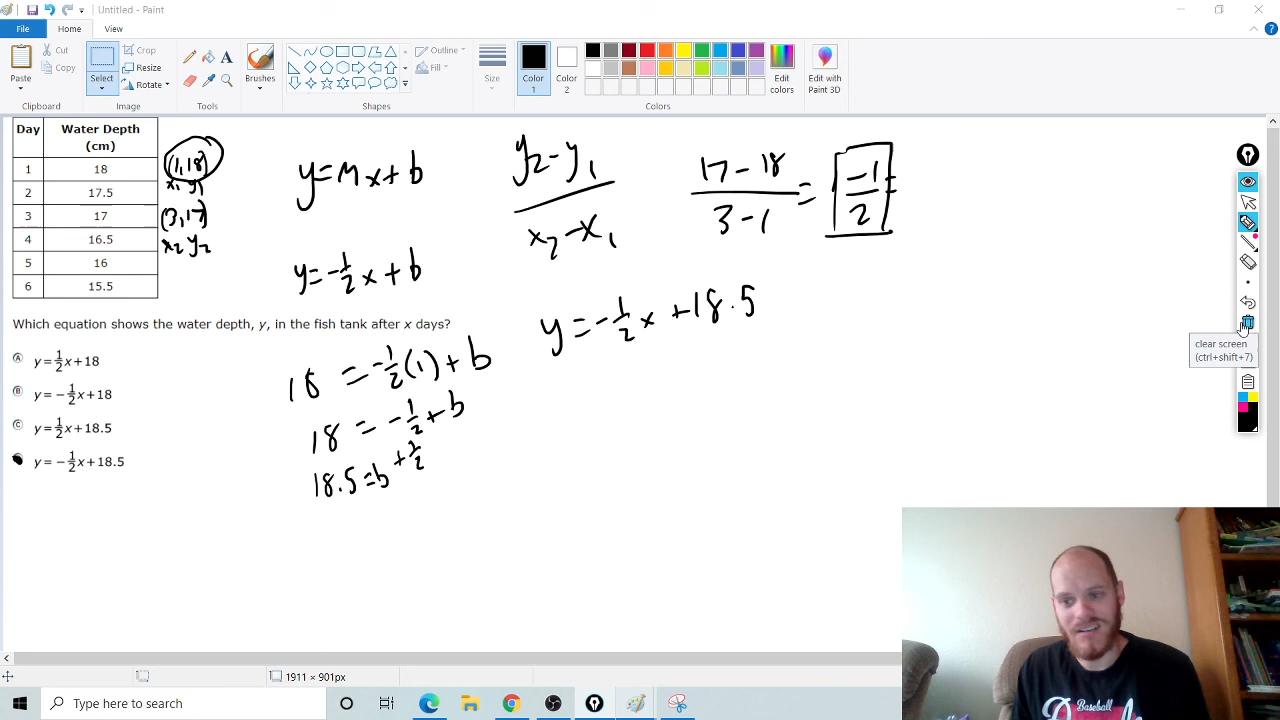 Untitled - Paint
File Home View
Paste
Cut
Copy
Clipboard
Select
Crop
Resize
Rotate
Image
Tools
Brushes
Shapes
Outline
Fill
Size
Color 1
Color 2
Edit colors
Colors
Edit with Paint 3D
Day Water Depth (cm)
1 18
2 17.5
3 17
4 16.5
5 16
6 15.5
(1,18)
x₁ y₁
(3,17)
x₂ y₂
y=mx+b
y₂-y₁
x₂-x₁
17-18
3-1
=
-1
2
=
y=-1/2x+b
y=-1/2x+18.5
Which equation shows the water depth, y, in the fish tank after x days?
A y=1/2x+18
B y=-1/2x+18
C y=1/2x+18.5
y=-1/2x+18.5
18=-1/2(1)+b
18=-1/2+b
+1/2
18.5=b
clear screen
(ctrl+shift+7)
1911 × 901px
Type here to search
Baseball